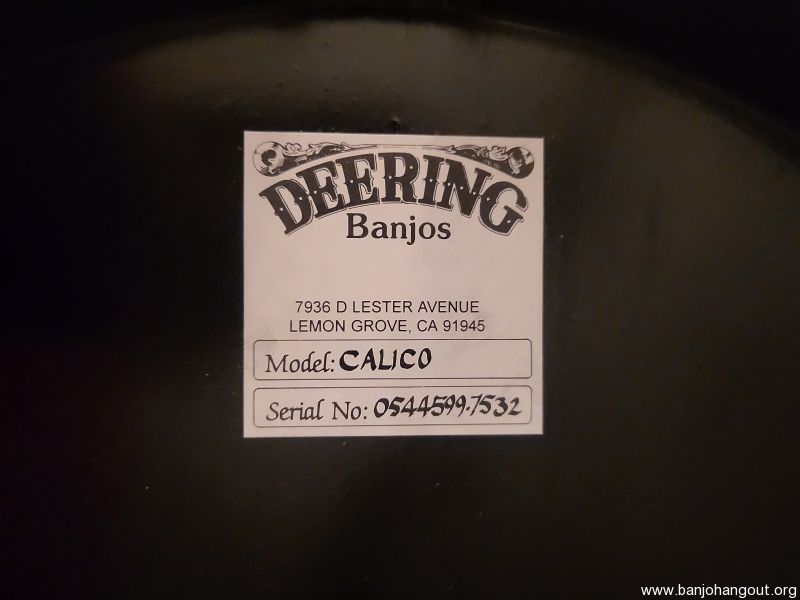 DEERING
Banjos
7936 D LESTER AVENUE
LEMON GROVE, CA 91945
Model: CALICO
Serial No: 0544599.7532
www.banjohangout.org